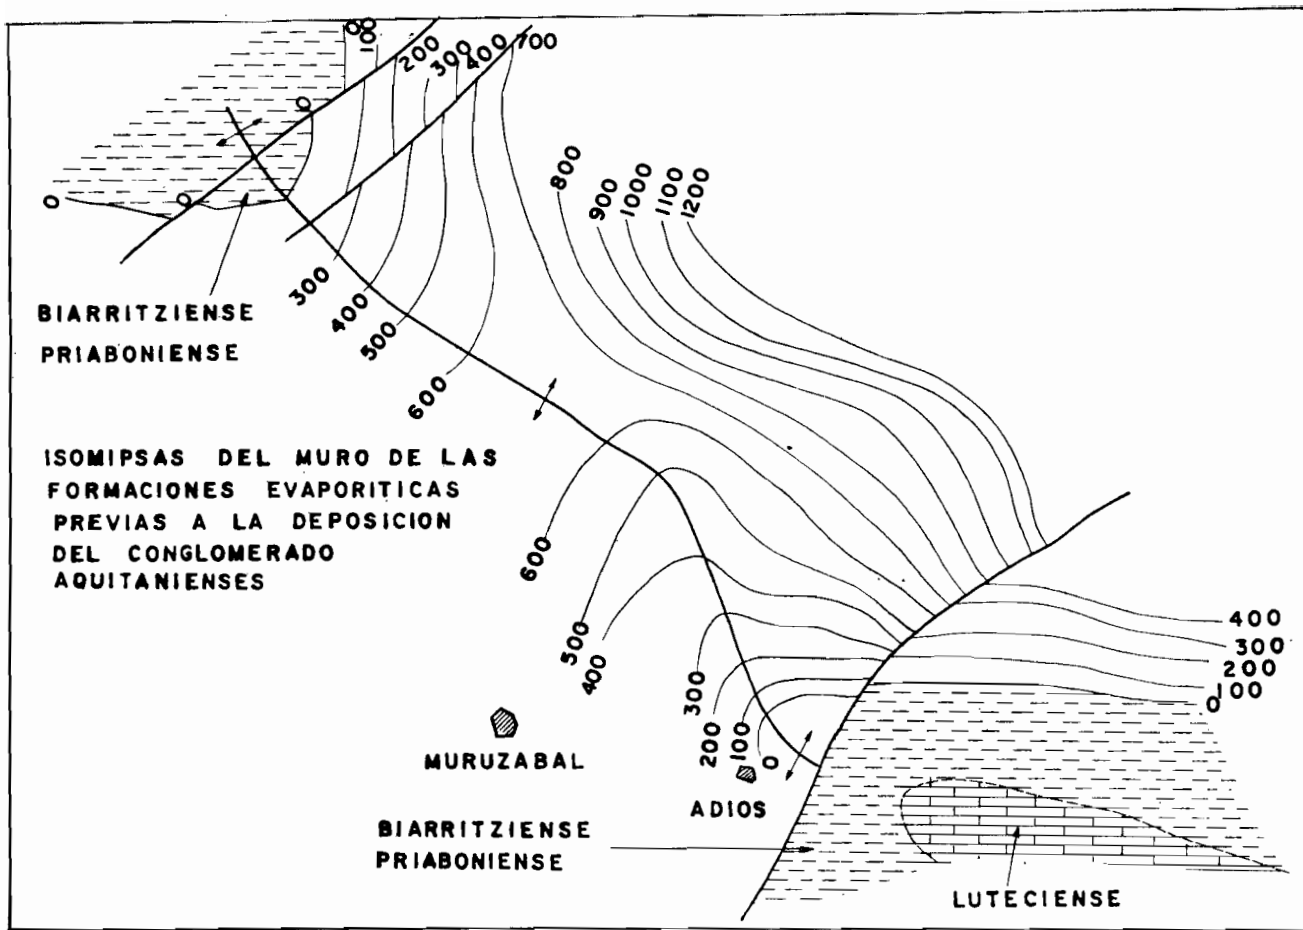 0
100
200
300
400
700
0
0
0
800
900
1000
1100
1200
300
400
500
600
BIARRITZIENSE
PRIABONIENSE
ISOMIPSAS DEL MURO DE LAS
FORMACIONES EVAPORITICAS
PREVIAS A LA DEPOSICION
DEL CONGLOMERADO
AQUITANIENSES
600
500
400
300
200
100
0
400
300
200
100
0
MURUZABAL
ADIOS
BIARRITZIENSE
PRIABONIENSE
LUTECIENSE